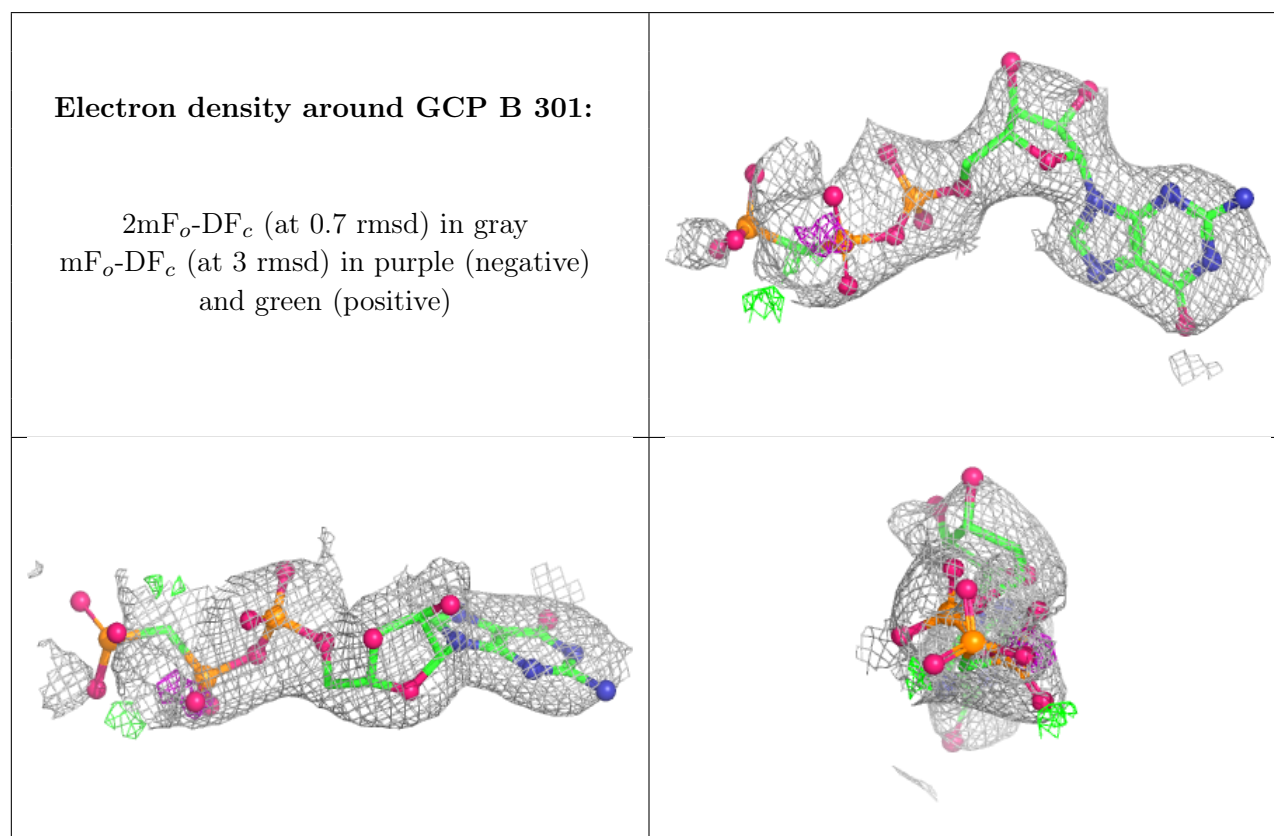 Electron density around GCP B 301:
2mFo-DFc (at 0.7 rmsd) in gray
mFo-DFc (at 3 rmsd) in purple (negative)
and green (positive)